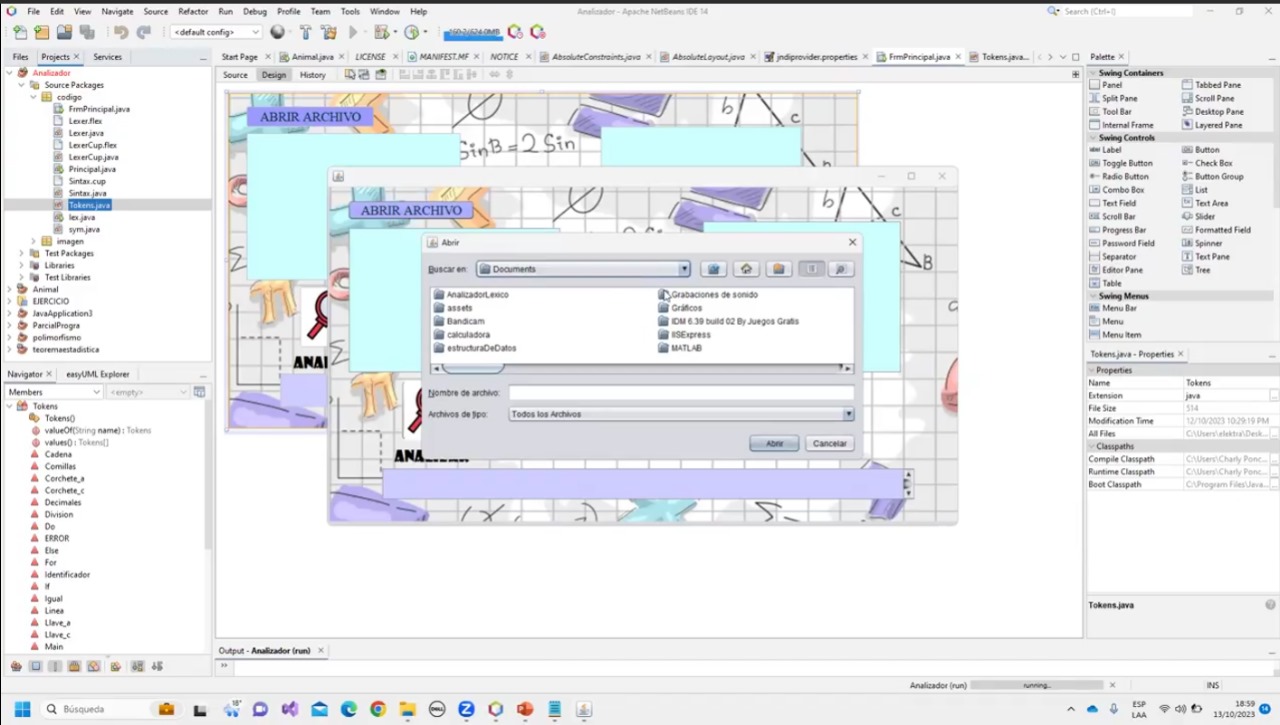 File Edit View Navigate Source Refactor Run Debug Profile Team Tools Window Help
Analizador - Apache NetBeans IDE 14
Search (Ctrl+I)
<default config>
Files Projects Services
Start Page Animal.java LICENSE MANIFEST.MF NOTICE AbsoluteConstraints.java AbsoluteLayout.java jndiprovider.properties FrmPrincipal.java Tokens.java...
Source Design History
Analizador
Source Packages
codigo
FrmPrincipal.java
Lexer.flex
Lexer.java
LexerCup.flex
LexerCup.java
Principal.java
Sintax.cup
Sintax.java
Tokens.java
lex.java
sym.java
imagen
Test Packages
Libraries
Test Libraries
Animal
EJERCICIO
JavaApplication3
ParcialProgra
polimorfismo
teoremaestadistica
Navigator easyUML Explorer
Members <empty>
Tokens
Tokens()
valueOf(String name) : Tokens
values() : Tokens[]
Cadena
Comillas
Corchete_a
Corchete_c
Decimales
Division
Do
ERROR
Else
For
Identificador
If
Igual
Linea
Llave_a
Llave_c
Main
ABRIR ARCHIVO
SinB = 2 Sin
b
c
ABRIR ARCHIVO
b
c
B
Abrir
Buscar en: Documents
AnalizadorLexico
assets
Bandicam
calculadora
estructuraDeDatos
Grabaciones de sonido
Gráficos
IDM 6.39 build 02 By Juegos Gratis
IISExpress
MATLAB
Nombre de archivo:
Archivos de tipo: Todos los Archivos
Abrir Cancelar
Output - Analizador (run)
Analizador (run) running...
INS
Palette
Swing Containers
Panel Tabbed Pane
Split Pane Scroll Pane
Tool Bar Desktop Pane
Internal Frame Layered Pane
Swing Controls
Label Button
Toggle Button Check Box
Radio Button Button Group
Combo Box List
Text Field Text Area
Scroll Bar Slider
Progress Bar Formatted Field
Password Field Spinner
Separator Text Pane
Editor Pane Tree
Table
Swing Menus
Menu Bar
Menu
Menu Item
Tokens.java - Properties
Properties
Name Tokens
Extension java
File Size 514
Modification Time 12/10/2023 10:29:19 PM
All Files C:\Users\elektra\Desk...
Classpaths
Compile Classpath C:\Users\Charly Ponc...
Runtime Classpath C:\Users\Charly Ponc...
Boot Classpath C:\Program Files\Java...
Tokens.java
Búsqueda
18°
ESP
LAA
18:59
13/10/2023